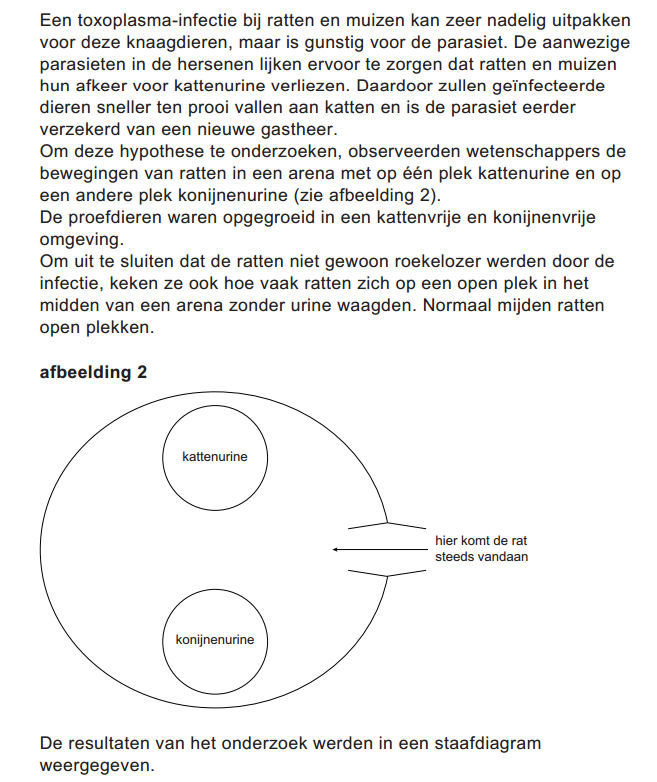 Een toxoplasma-infectie bij ratten en muizen kan zeer nadelig uitpakken
voor deze knaagdieren, maar is gunstig voor de parasiet. De aanwezige
parasieten in de hersenen lijken ervoor te zorgen dat ratten en muizen
hun afkeer voor kattenurine verliezen. Daardoor zullen geïnfecteerde
dieren sneller ten prooi vallen aan katten en is de parasiet eerder
verzekerd van een nieuwe gastheer.
Om deze hypothese te onderzoeken, observeerden wetenschappers de
bewegingen van ratten in een arena met op één plek kattenurine en op
een andere plek konijnenurine (zie afbeelding 2).
De proefdieren waren opgegroeid in een kattenvrije en konijnenvrije
omgeving.
Om uit te sluiten dat de ratten niet gewoon roekelozer werden door de
infectie, keken ze ook hoe vaak ratten zich op een open plek in het
midden van een arena zonder urine waagden. Normaal mijden ratten
open plekken.
afbeelding 2
kattenurine
hier komt de rat
steeds vandaan
konijnenurine
De resultaten van het onderzoek werden in een staafdiagram
weergegeven.